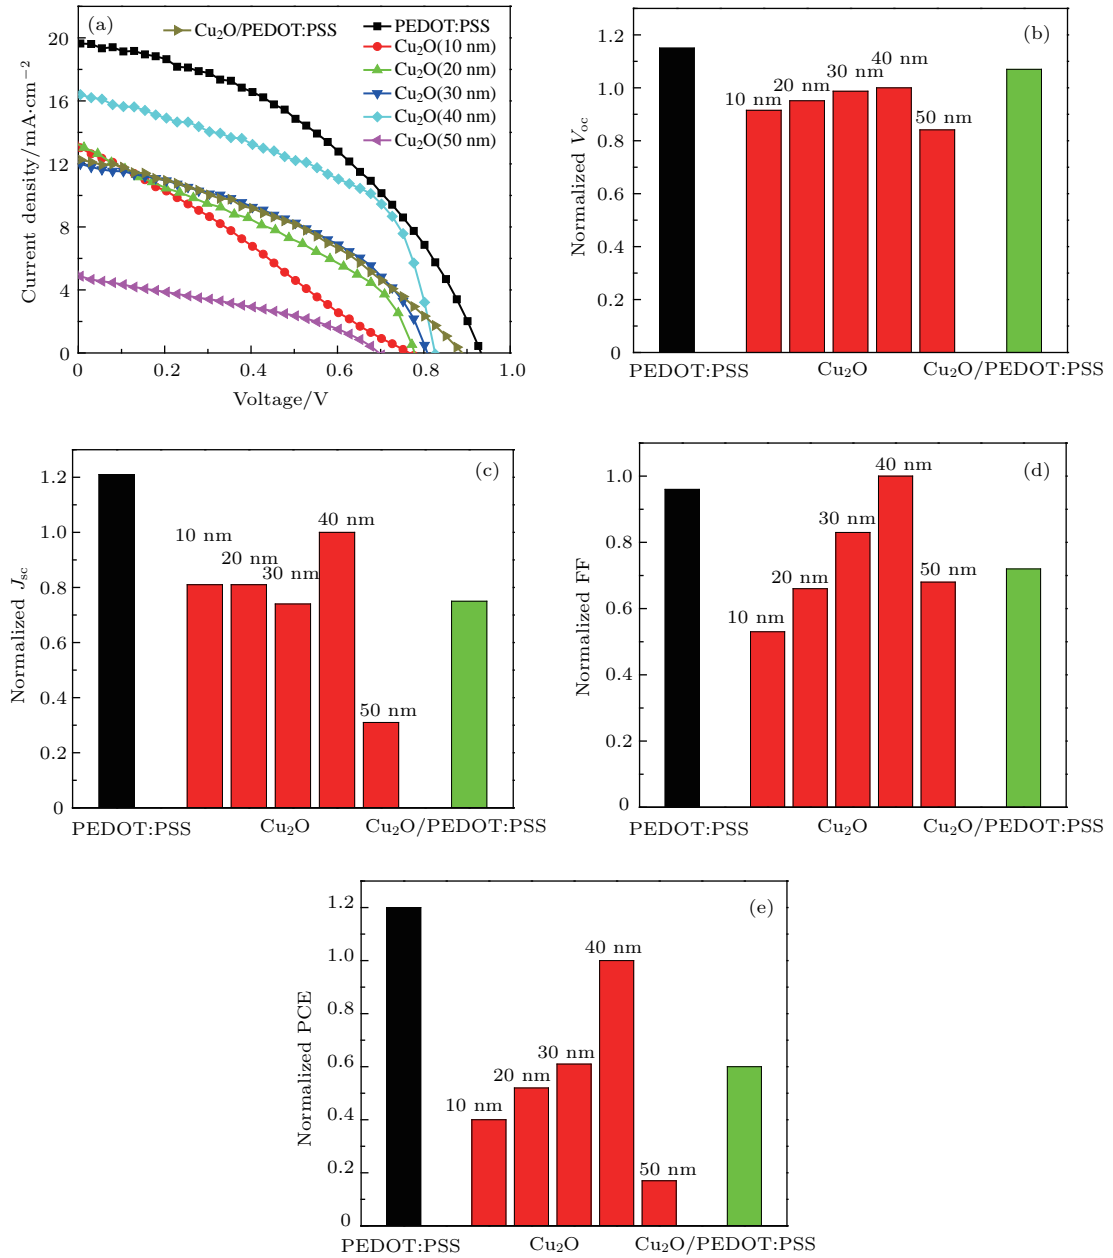 (a)
Cu₂O/PEDOT:PSS
PEDOT:PSS
Cu₂O(10 nm)
Cu₂O(20 nm)
Cu₂O(30 nm)
Cu₂O(40 nm)
Cu₂O(50 nm)
Current density/mA·cm⁻²
20
16
12
8
4
0
0 0.2 0.4 0.6 0.8 1.0
Voltage/V
(b)
Normalized Voc
1.2
1.0
0.8
0.6
0.4
1.2
0
10 nm
20 nm
30 nm
40 nm
50 nm
PEDOT:PSS Cu₂O Cu₂O/PEDOT:PSS
(c)
Normalized Jsc
1.2
1.0
0.8
0.6
0.4
0.2
0
10 nm
20 nm
30 nm
40 nm
50 nm
PEDOT:PSS Cu₂O Cu₂O/PEDOT:PSS
(d)
Normalized FF
1.0
0.8
0.6
0.4
0.2
0
10 nm
20 nm
30 nm
40 nm
50 nm
PEDOT:PSS Cu₂O Cu₂O/PEDOT:PSS
(e)
Normalized PCE
1.2
1.0
0.8
0.6
0.4
0.2
0
10 nm
20 nm
30 nm
40 nm
50 nm
PEDOT:PSS Cu₂O Cu₂O/PEDOT:PSS